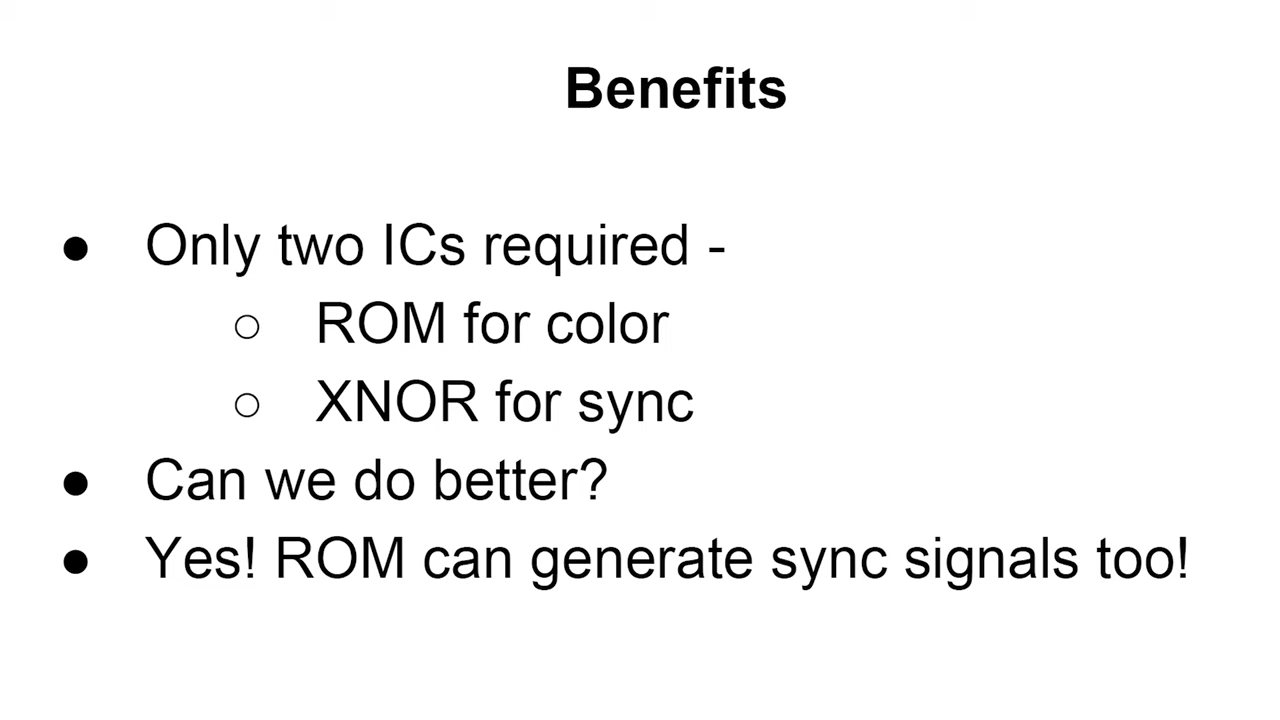 Benefits
● Only two ICs required -
○ ROM for color
○ XNOR for sync
● Can we do better?
● Yes! ROM can generate sync signals too!